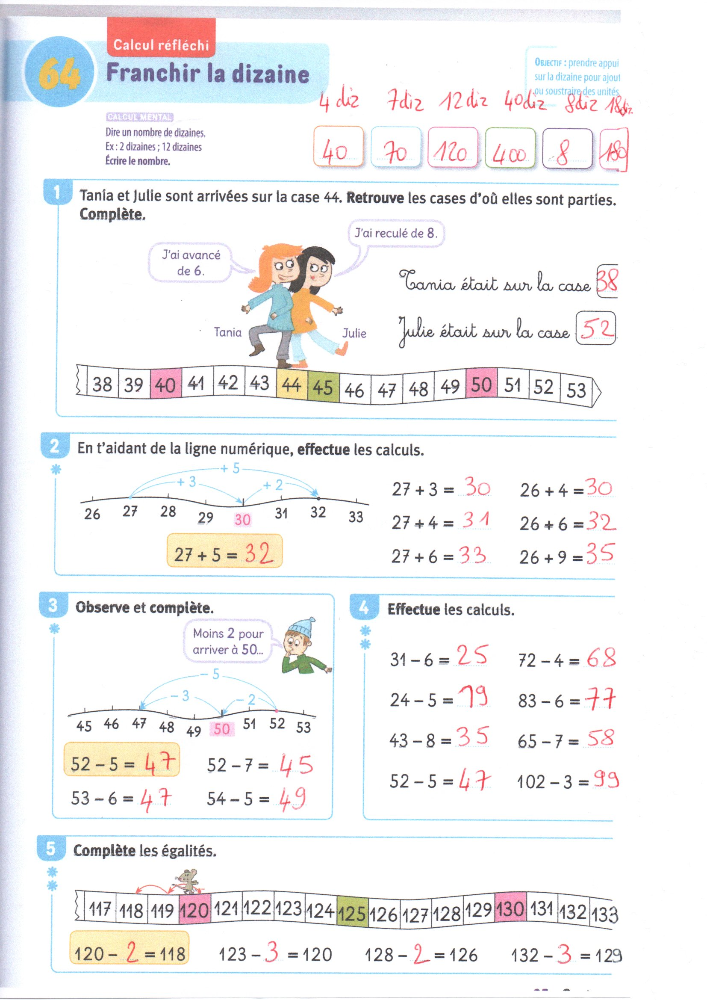 Calcul réfléchi
64
Franchir la dizaine
OBJECTIF : prendre appui
sur la dizaine pour ajout
ou soustraire des unités
4 diz 7 diz 12 diz 40 diz 8 diz 18 diz.
CALCUL MENTAL
Dire un nombre de dizaines.
Ex : 2 dizaines ; 12 dizaines
Écrire le nombre.
40 70 120 400 8 180
1 Tania et Julie sont arrivées sur la case 44. Retrouve les cases d'où elles sont parties.
Complète.
J'ai reculé de 8.
J'ai avancé
de 6.
Tania était sur la case 38
Tania
Julie
Julie était sur la case 52
38 39 40 41 42 43 44 45 46 47 48 49 50 51 52 53
2 En t'aidant de la ligne numérique, effectue les calculs.
+ 5
+ 3 + 2
26 27 28 29 30 31 32 33
27 + 5 = 32
27 + 3 = 30 26 + 4 = 30
27 + 4 = 31 26 + 6 = 32
27 + 6 = 33 26 + 9 = 35
3 Observe et complète.
Moins 2 pour
arriver à 50...
– 5
– 3 – 2
45 46 47 48 49 50 51 52 53
52 – 5 = 47 52 – 7 = 45
53 – 6 = 47 54 – 5 = 49
4 Effectue les calculs.
31 – 6 = 25 72 – 4 = 68
24 – 5 = 19 83 – 6 = 77
43 – 8 = 35 65 – 7 = 58
52 – 5 = 47 102 – 3 = 99
5 Complète les égalités.
117 118 119 120 121 122 123 124 125 126 127 128 129 130 131 132 133
120 – 2 = 118 123 – 3 = 120 128 – 2 = 126 132 – 3 = 129